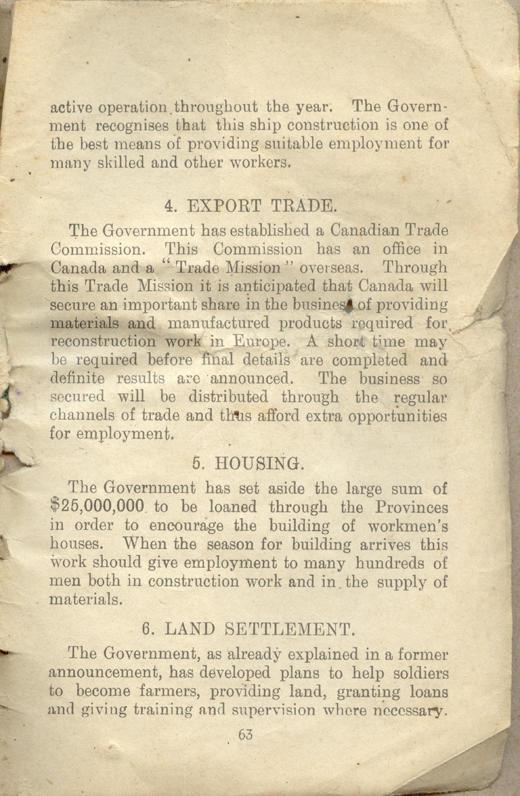 active operation throughout the year. The Govern-
ment recognises that this ship construction is one of
the best means of providing suitable employment for
many skilled and other workers.
4. EXPORT TRADE.
The Government has established a Canadian Trade
Commission. This Commission has an office in
Canada and a "Trade Mission" overseas. Through
this Trade Mission it is anticipated that Canada will
secure an important share in the business of providing
materials and manufactured products required for
reconstruction work in Europe. A short time may
be required before final details are completed and
definite results are announced. The business so
secured will be distributed through the regular
channels of trade and thus afford extra opportunities
for employment.
5. HOUSING.
The Government has set aside the large sum of
$25,000,000 to be loaned through the Provinces
in order to encourage the building of workmen's
houses. When the season for building arrives this
work should give employment to many hundreds of
men both in construction work and in the supply of
materials.
6. LAND SETTLEMENT.
The Government, as already explained in a former
announcement, has developed plans to help soldiers
to become farmers, providing land, granting loans
and giving training and supervision where necessary.
63